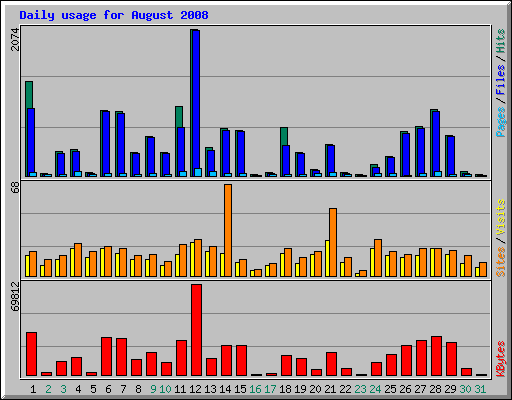 Daily usage for August 2008
2074
Pages / Files / Hits
68
Sites / Visits
69812
KBytes
1 2 3 4 5 6 7 8 9 10 11 12 13 14 15 16 17 18 19 20 21 22 23 24 25 26 27 28 29 30 31